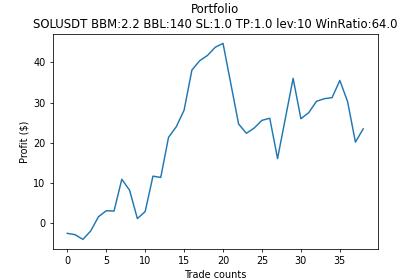 Portfolio
SOLUSDT BBM:2.2 BBL:140 SL:1.0 TP:1.0 lev:10 WinRatio:64.0
40
30
20
10
0
Profit ($)
0 5 10 15 20 25 30 35
Trade counts